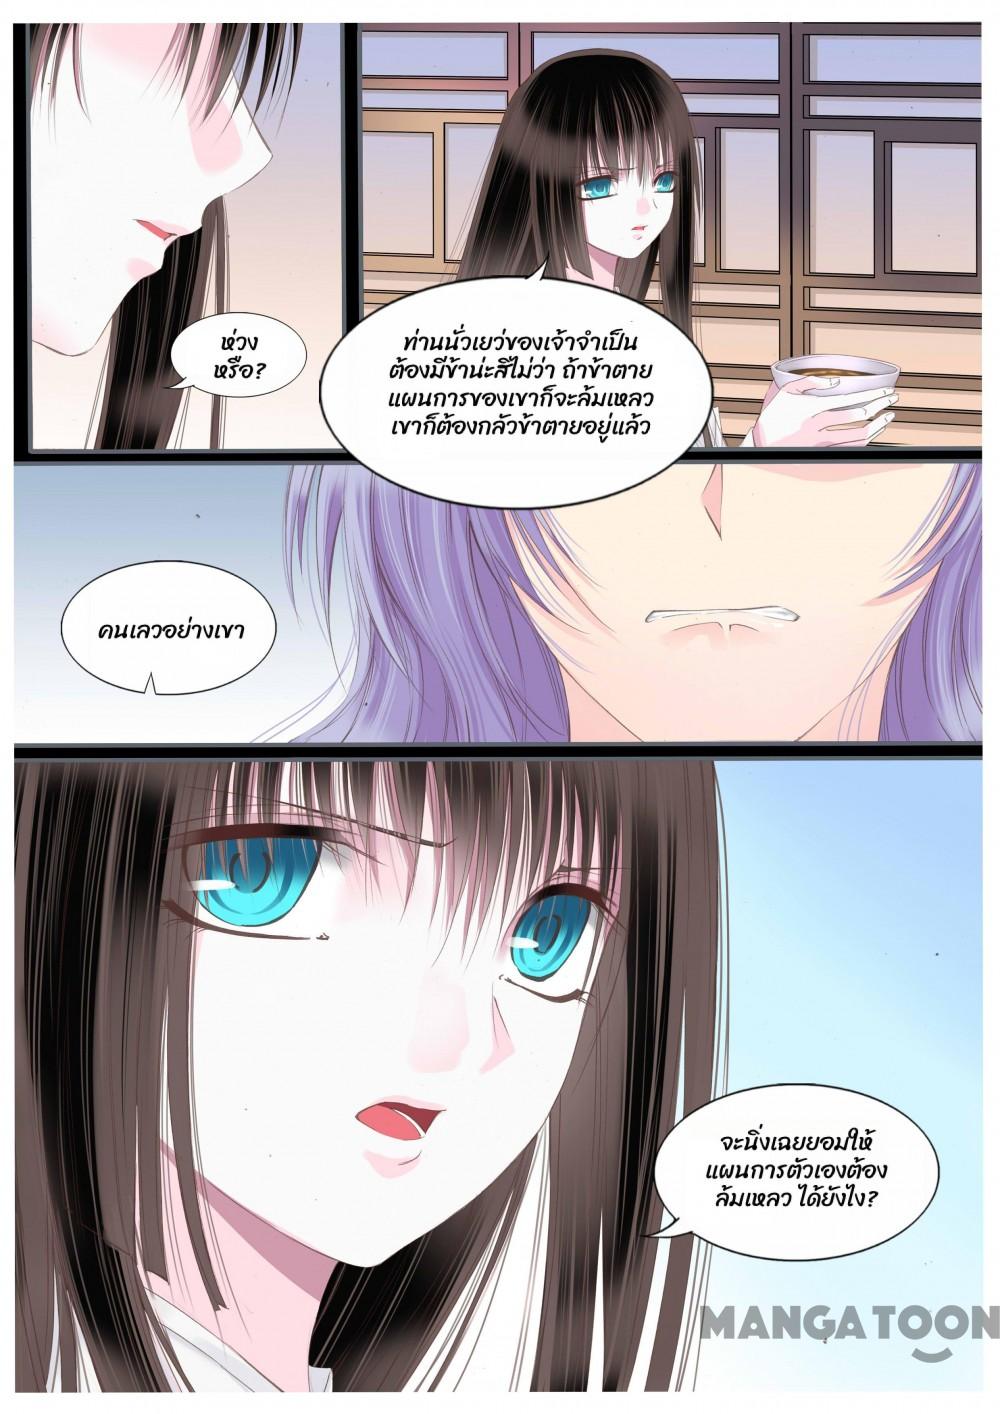 ห่วง
หรือ?
ท่านนั่วเยว่ของเจ้าจำเป็น
ต้องมีข้าน่ะสิไม่ว่า ถ้าข้าตาย
แผนการของเขาก็จะล้มเหลว
เขาก็ต้องกลัวข้าตายอยู่แล้ว
คนเลวอย่างเขา
จะนิ่งเฉยยอมให้
แผนการตัวเองต้อง
ล้มเหลว ได้ยังไง?
MANGATOON